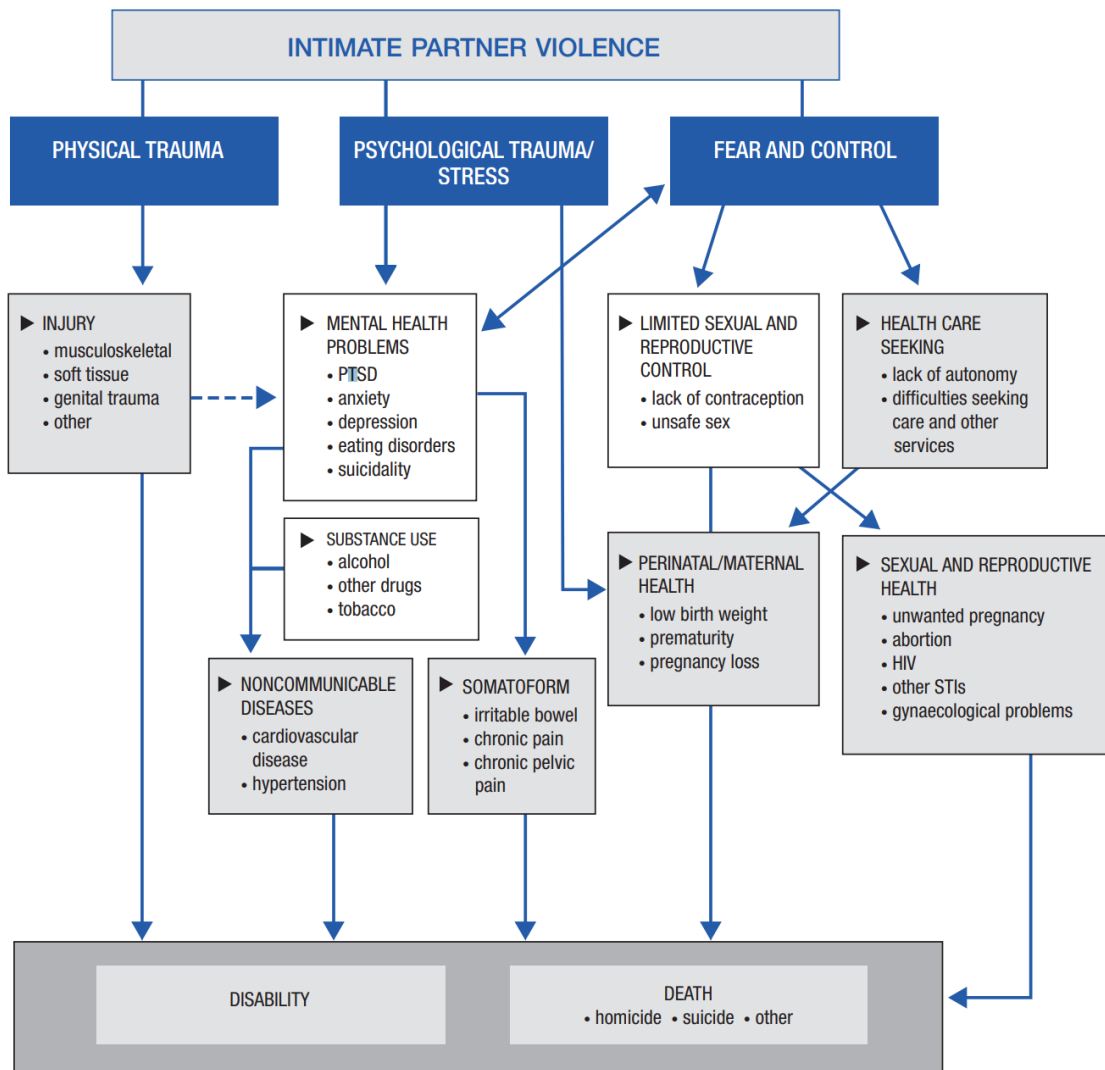 INTIMATE PARTNER VIOLENCE
PHYSICAL TRAUMA
PSYCHOLOGICAL TRAUMA/
STRESS
FEAR AND CONTROL
INJURY
• musculoskeletal
• soft tissue
• genital trauma
• other
MENTAL HEALTH
PROBLEMS
• PTSD
• anxiety
• depression
• eating disorders
• suicidality
LIMITED SEXUAL AND
REPRODUCTIVE
CONTROL
• lack of contraception
• unsafe sex
HEALTH CARE
SEEKING
• lack of autonomy
• difficulties seeking
care and other
services
SUBSTANCE USE
• alcohol
• other drugs
• tobacco
PERINATAL/MATERNAL
HEALTH
• low birth weight
• prematurity
• pregnancy loss
SEXUAL AND REPRODUCTIVE
HEALTH
• unwanted pregnancy
• abortion
• HIV
• other STIs
• gynaecological problems
NONCOMMUNICABLE
DISEASES
• cardiovascular
disease
• hypertension
SOMATOFORM
• irritable bowel
• chronic pain
• chronic pelvic
pain
DISABILITY
DEATH
• homicide • suicide • other